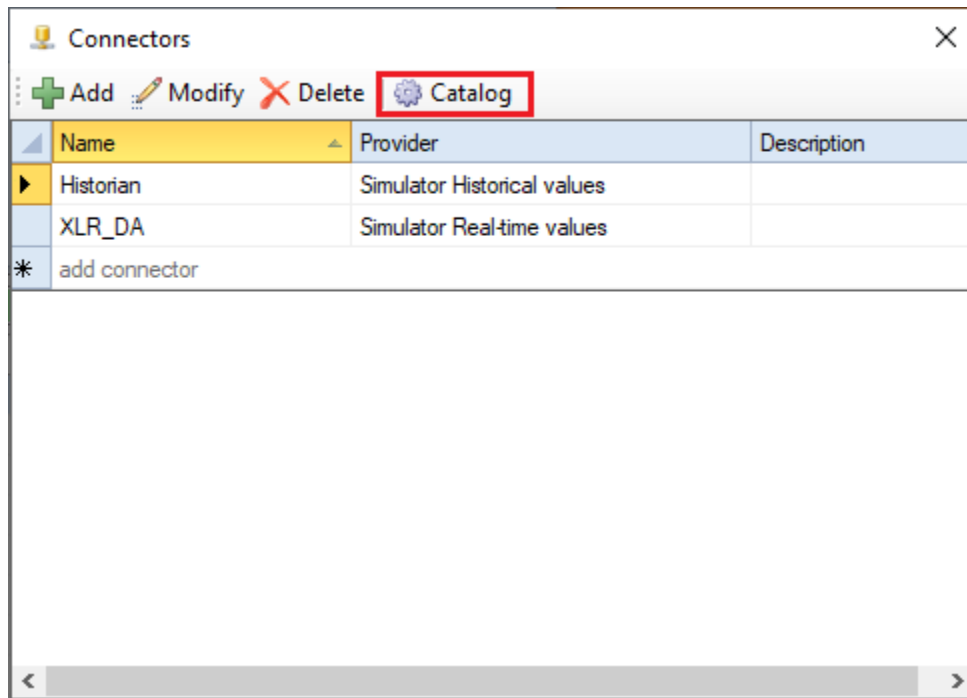 Connectors
Add Modify Delete Catalog
Name Provider Description
Historian Simulator Historical values
XLR_DA Simulator Real-time values
add connector